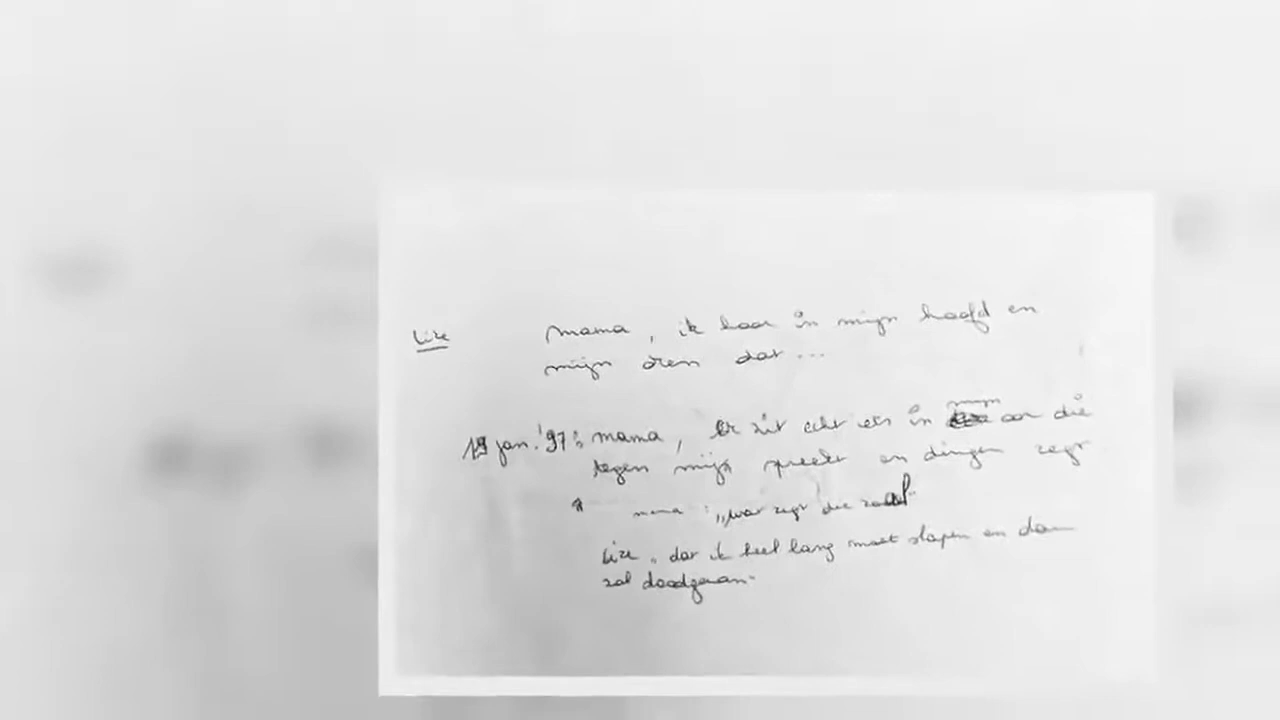 Lize mama, ik hoor in mijn hoofd en
mijn oren dat...
19 jan. '97: mama, er zit echt iets in mijn oor die
tegen mijn spreekt en dingen zegt
mama: "wat zegt die zoal"
Lize "dat ik heel lang moet slapen en dan
zal doodgaan"